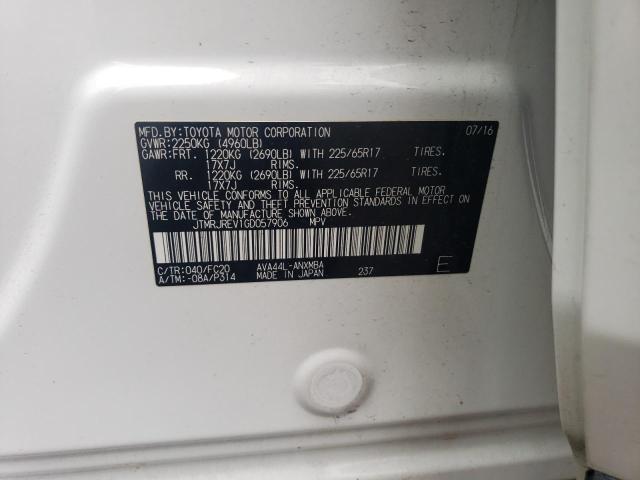 MFD.BY:TOYOTA MOTOR CORPORATION 07/16
GVWR:2250KG (4960LB)
GAWR:FRT. 1220KG (2690LB) WITH 225/65R17 TIRES.
17X7J RIMS.
RR. 1220KG (2690LB) WITH 225/65R17 TIRES.
17X7J RIMS.
THIS VEHICLE CONFORMS TO ALL APPLICABLE FEDERAL MOTOR
VEHICLE SAFETY AND THEFT PREVENTION STANDARDS IN EFFECT
ON THE DATE OF MANUFACTURE SHOWN ABOVE.
JTMRJREV1GD057906 MPV
C/TR:040/FC20 AVA44L-ANXMBA
A/TM:-08A/P314 MADE IN JAPAN 237 E